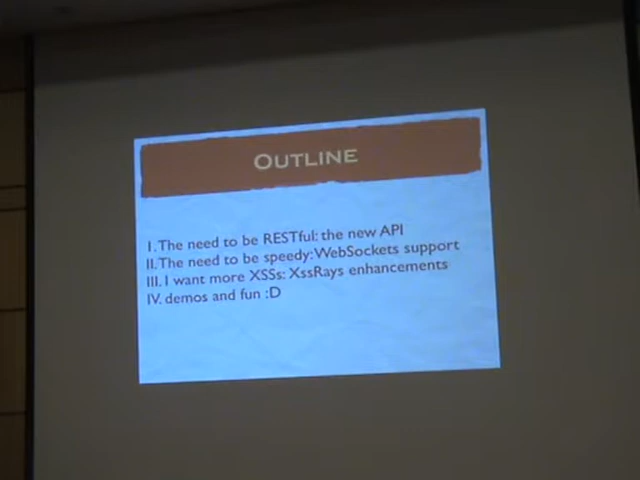 OUTLINE
I. The need to be RESTful: the new API
II. The need to be speedy: WebSockets support
III. I want more XSSs: XssRays enhancements
IV. demos and fun :D